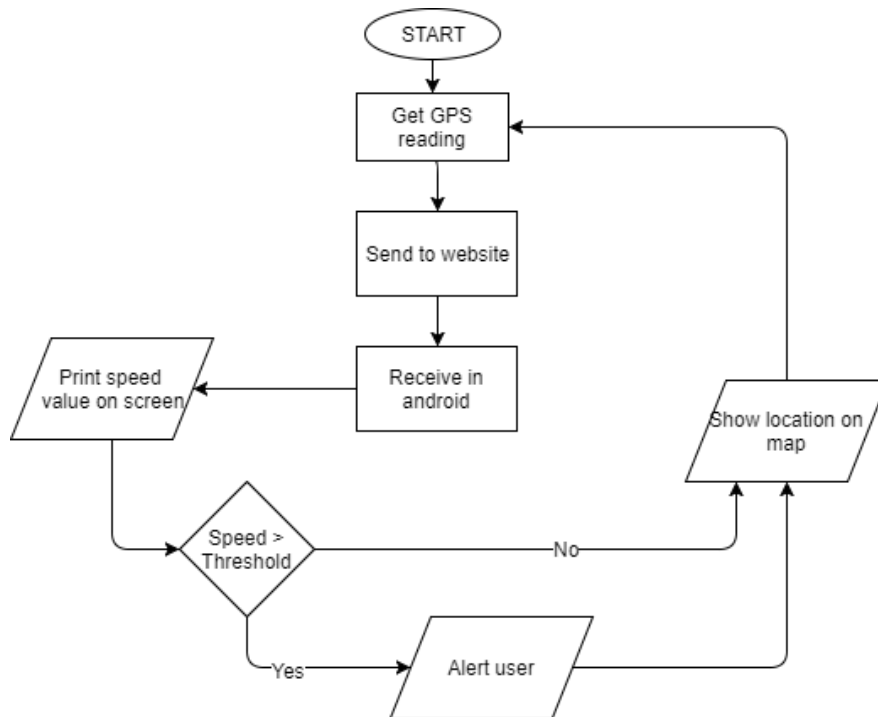 START
Get GPS
reading
Send to website
Receive in
android
Print speed
value on screen
Show location on
map
Speed >
Threshold
No
Yes
Alert user